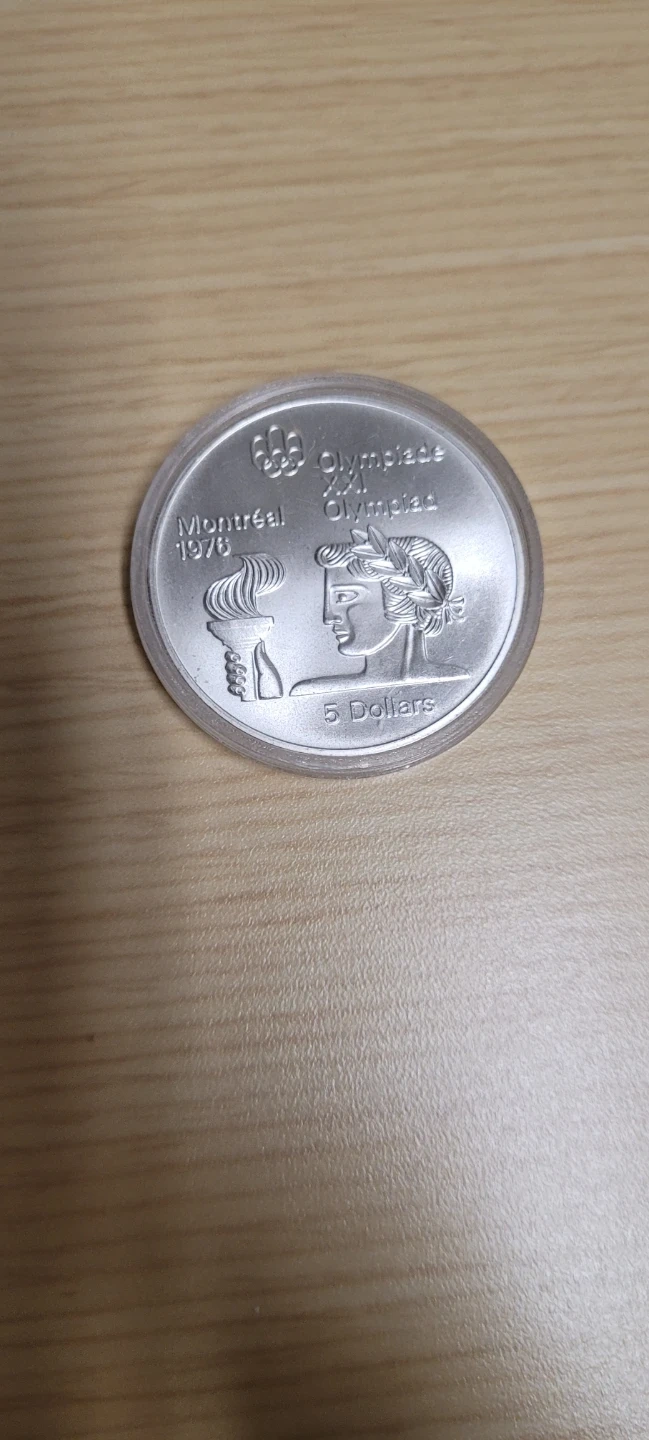 Olympiade
XXI
Olympiad
Montréal
1976
5 Dollars